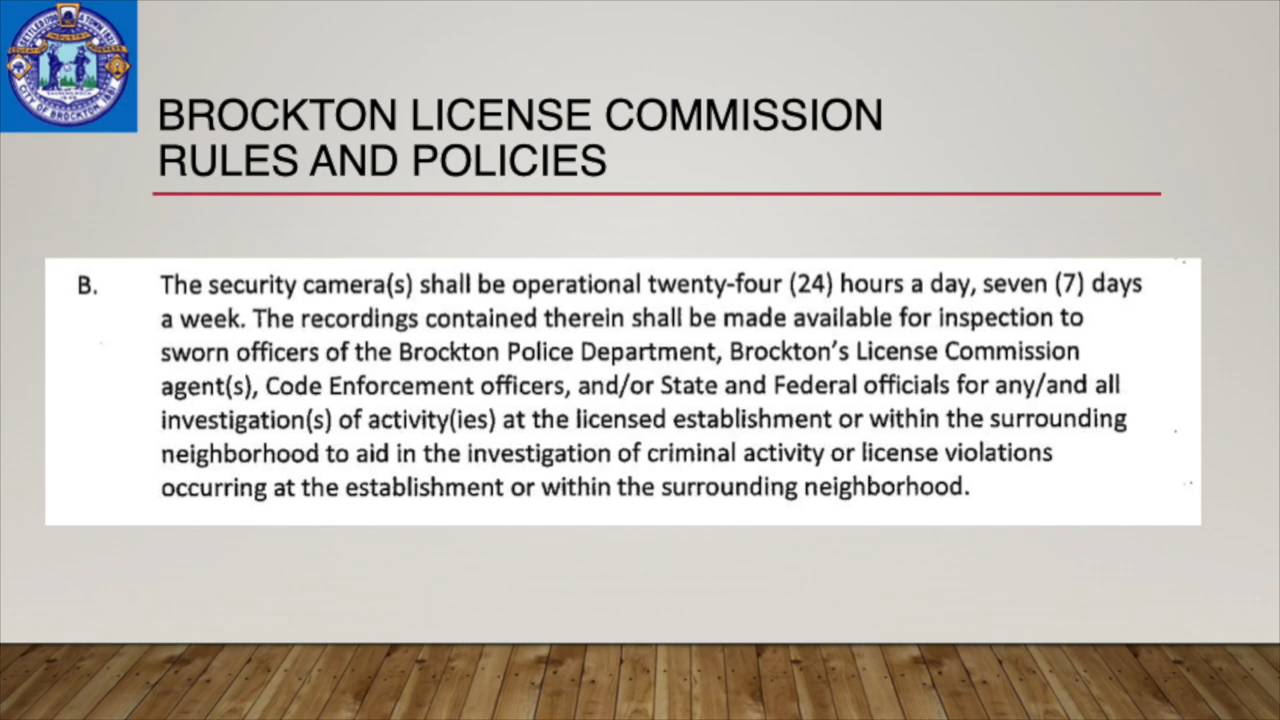 BROCKTON LICENSE COMMISSION
RULES AND POLICIES
B. The security camera(s) shall be operational twenty-four (24) hours a day, seven (7) days
a week. The recordings contained therein shall be made available for inspection to
sworn officers of the Brockton Police Department, Brockton's License Commission
agent(s), Code Enforcement officers, and/or State and Federal officials for any/and all
investigation(s) of activity(ies) at the licensed establishment or within the surrounding
neighborhood to aid in the investigation of criminal activity or license violations
occurring at the establishment or within the surrounding neighborhood.
CITY OF BROCKTON